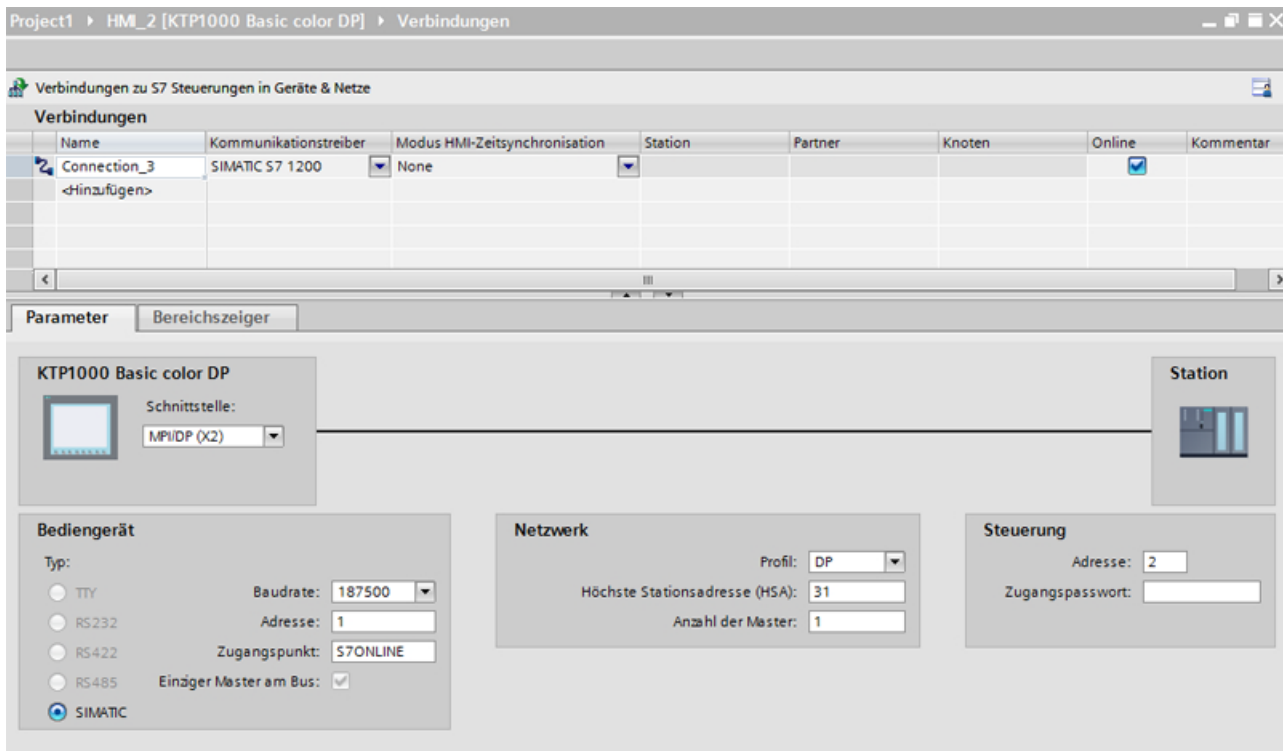 Project1 ▸ HMI_2 [KTP1000 Basic color DP] ▸ Verbindungen
Verbindungen zu S7 Steuerungen in Geräte & Netze
Verbindungen
Name Kommunikationstreiber Modus HMI-Zeitsynchronisation Station Partner Knoten Online Kommentar
Connection_3 SIMATIC S7 1200 None
<Hinzufügen>
Parameter Bereichszeiger
KTP1000 Basic color DP Station
Schnittstelle:
MPI/DP (X2)
Bediengerät Netzwerk Steuerung
Typ: Profil: DP Adresse: 2
TTY Baudrate: 187500 Höchste Stationsadresse (HSA): 31 Zugangspasswort:
RS232 Adresse: 1 Anzahl der Master: 1
RS422 Zugangspunkt: S7ONLINE
RS485 Einziger Master am Bus:
SIMATIC